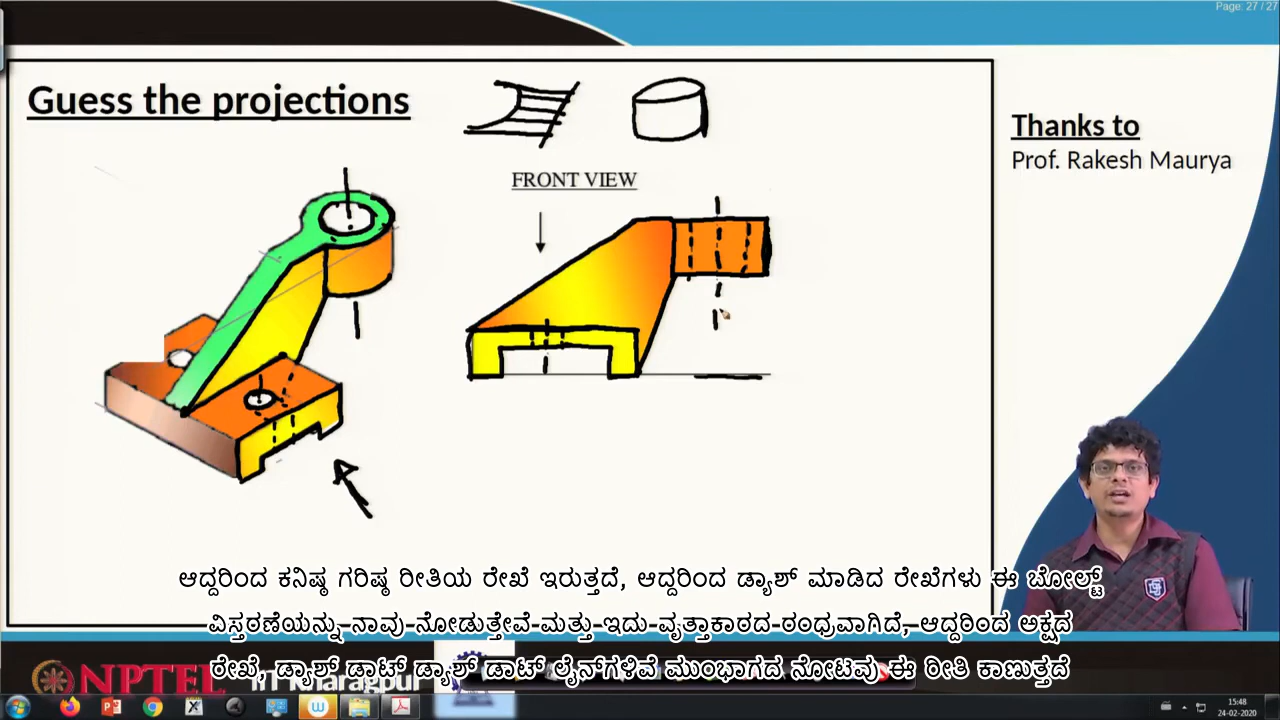 Page: 27 / 27
Guess the projections
Thanks to
Prof. Rakesh Maurya
FRONT VIEW
ಆದ್ದರಿಂದ ಕನಿಷ್ಠ ಗರಿಷ್ಠ ರೀತಿಯ ರೇಖೆ ಇರುತ್ತದೆ, ಆದ್ದರಿಂದ ಡ್ಯಾಶ್ ಮಾಡಿದ ರೇಖೆಗಳು ಈ ಬೋಲ್ಟ್
ವಿಸ್ತರಣೆಯನ್ನು ನಾವು ನೋಡುತ್ತೇವೆ ಮತ್ತು ಇದು ವೃತ್ತಾಕಾರದ ರಂಧ್ರವಾಗಿದೆ, ಆದ್ದರಿಂದ ಅಕ್ಷದ
ರೇಖೆ, ಡ್ಯಾಶ್ ಡಾಟ್ ಡ್ಯಾಶ್ ಡಾಟ್ ಲೈನ್‌ಗಳಿವೆ ಮುಂಭಾಗದ ನೋಟವು ಈ ರೀತಿ ಕಾಣುತ್ತದೆ
NPTEL IIT Kharagpur
15:48
24-02-2020